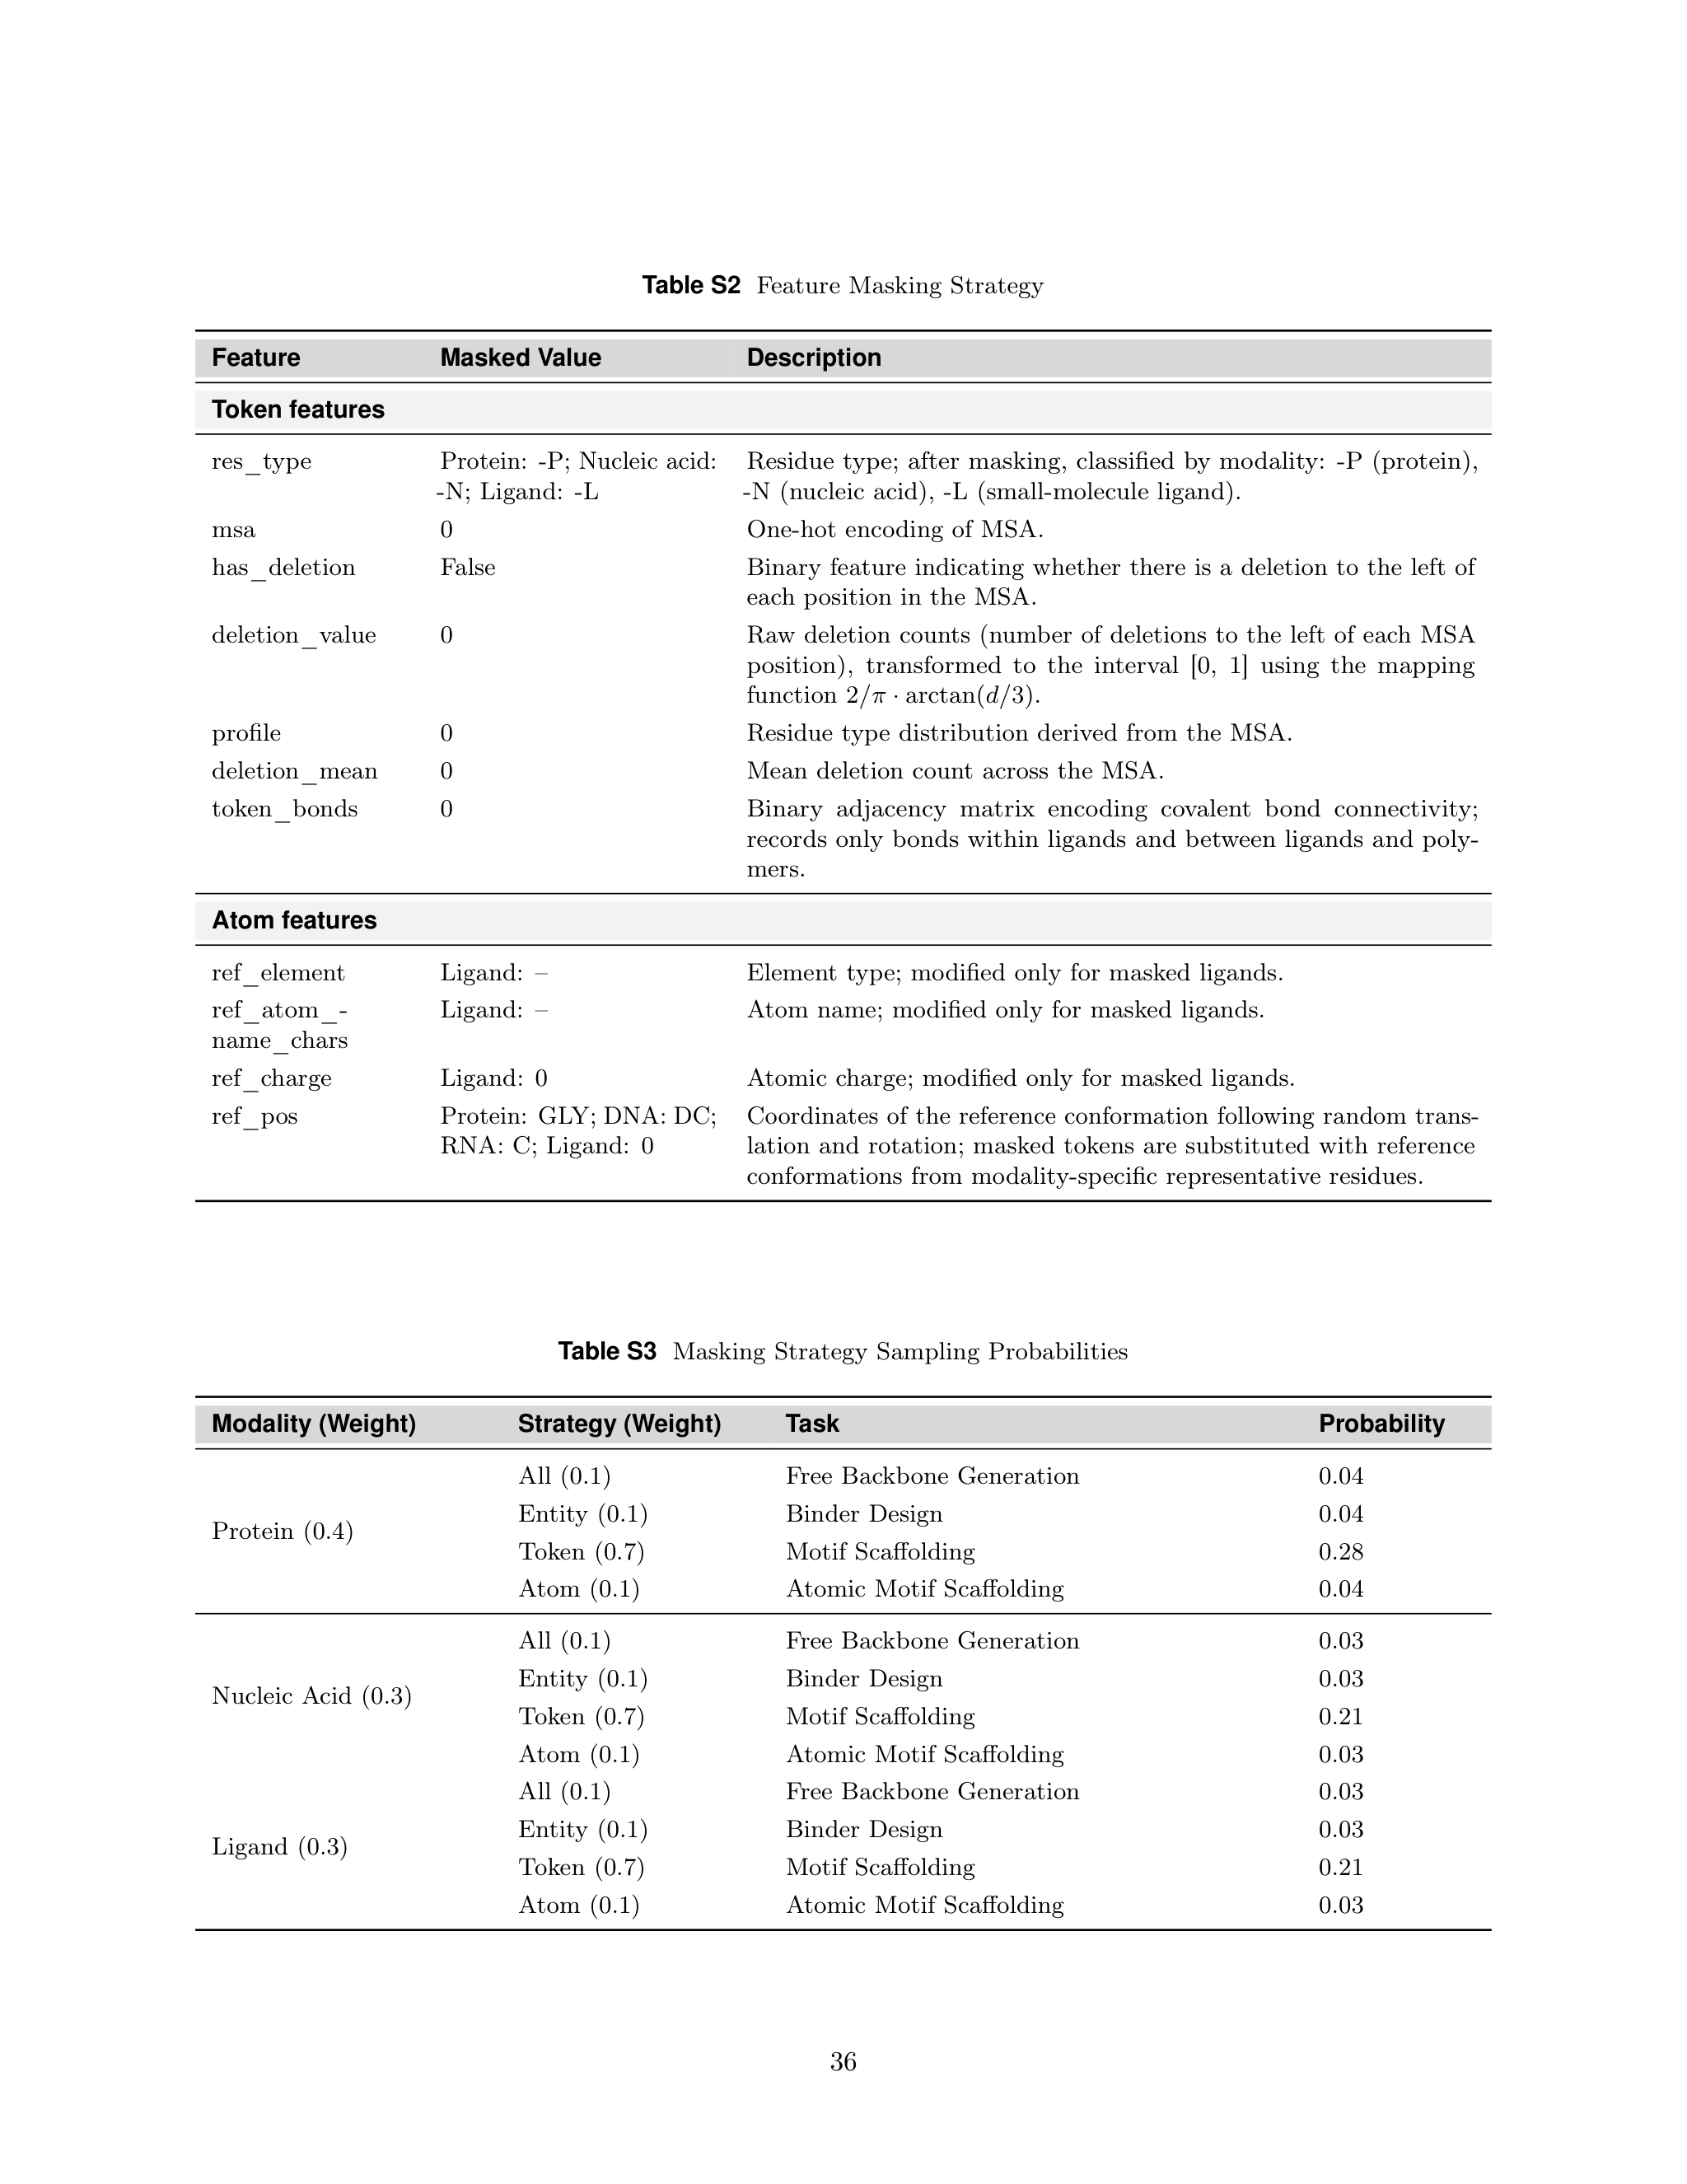 Table S2 Feature Masking Strategy
Feature Masked Value Description
Token features
res_type Protein: -P; Nucleic acid: Residue type; after masking, classified by modality: -P (protein),
-N; Ligand: -L -N (nucleic acid), -L (small-molecule ligand).
msa 0 One-hot encoding of MSA.
has_deletion False Binary feature indicating whether there is a deletion to the left of
each position in the MSA.
deletion_value 0 Raw deletion counts (number of deletions to the left of each MSA
position), transformed to the interval [0, 1] using the mapping
function 2/π · arctan(d/3).
profile 0 Residue type distribution derived from the MSA.
deletion_mean 0 Mean deletion count across the MSA.
token_bonds 0 Binary adjacency matrix encoding covalent bond connectivity;
records only bonds within ligands and between ligands and poly-
mers.
Atom features
ref_element Ligand: – Element type; modified only for masked ligands.
ref_atom_- Ligand: – Atom name; modified only for masked ligands.
name_chars
ref_charge Ligand: 0 Atomic charge; modified only for masked ligands.
ref_pos Protein: GLY; DNA: DC; Coordinates of the reference conformation following random trans-
RNA: C; Ligand: 0 lation and rotation; masked tokens are substituted with reference
conformations from modality-specific representative residues.
Table S3 Masking Strategy Sampling Probabilities
Modality (Weight) Strategy (Weight) Task Probability
All (0.1) Free Backbone Generation 0.04
Entity (0.1) Binder Design 0.04
Protein (0.4)
Token (0.7) Motif Scaffolding 0.28
Atom (0.1) Atomic Motif Scaffolding 0.04
All (0.1) Free Backbone Generation 0.03
Entity (0.1) Binder Design 0.03
Nucleic Acid (0.3)
Token (0.7) Motif Scaffolding 0.21
Atom (0.1) Atomic Motif Scaffolding 0.03
All (0.1) Free Backbone Generation 0.03
Entity (0.1) Binder Design 0.03
Ligand (0.3)
Token (0.7) Motif Scaffolding 0.21
Atom (0.1) Atomic Motif Scaffolding 0.03
36